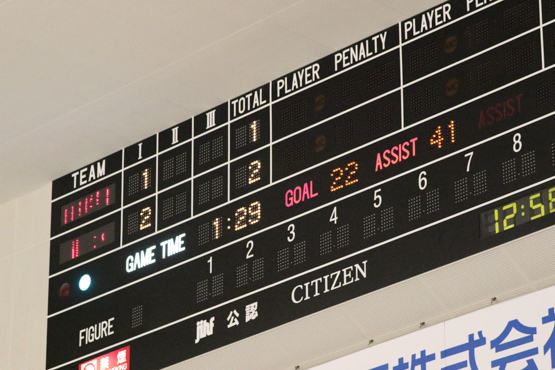 TEAM I II III TOTAL PLAYER PENALTY PLAYER
1 1
2 2
GAME TIME 1:29 GOAL 22 ASSIST 41 ASSIST
1 2 3 4 5 6 7 8
12:58
FIGURE jihf 公認 CITIZEN
禁煙
株式会社